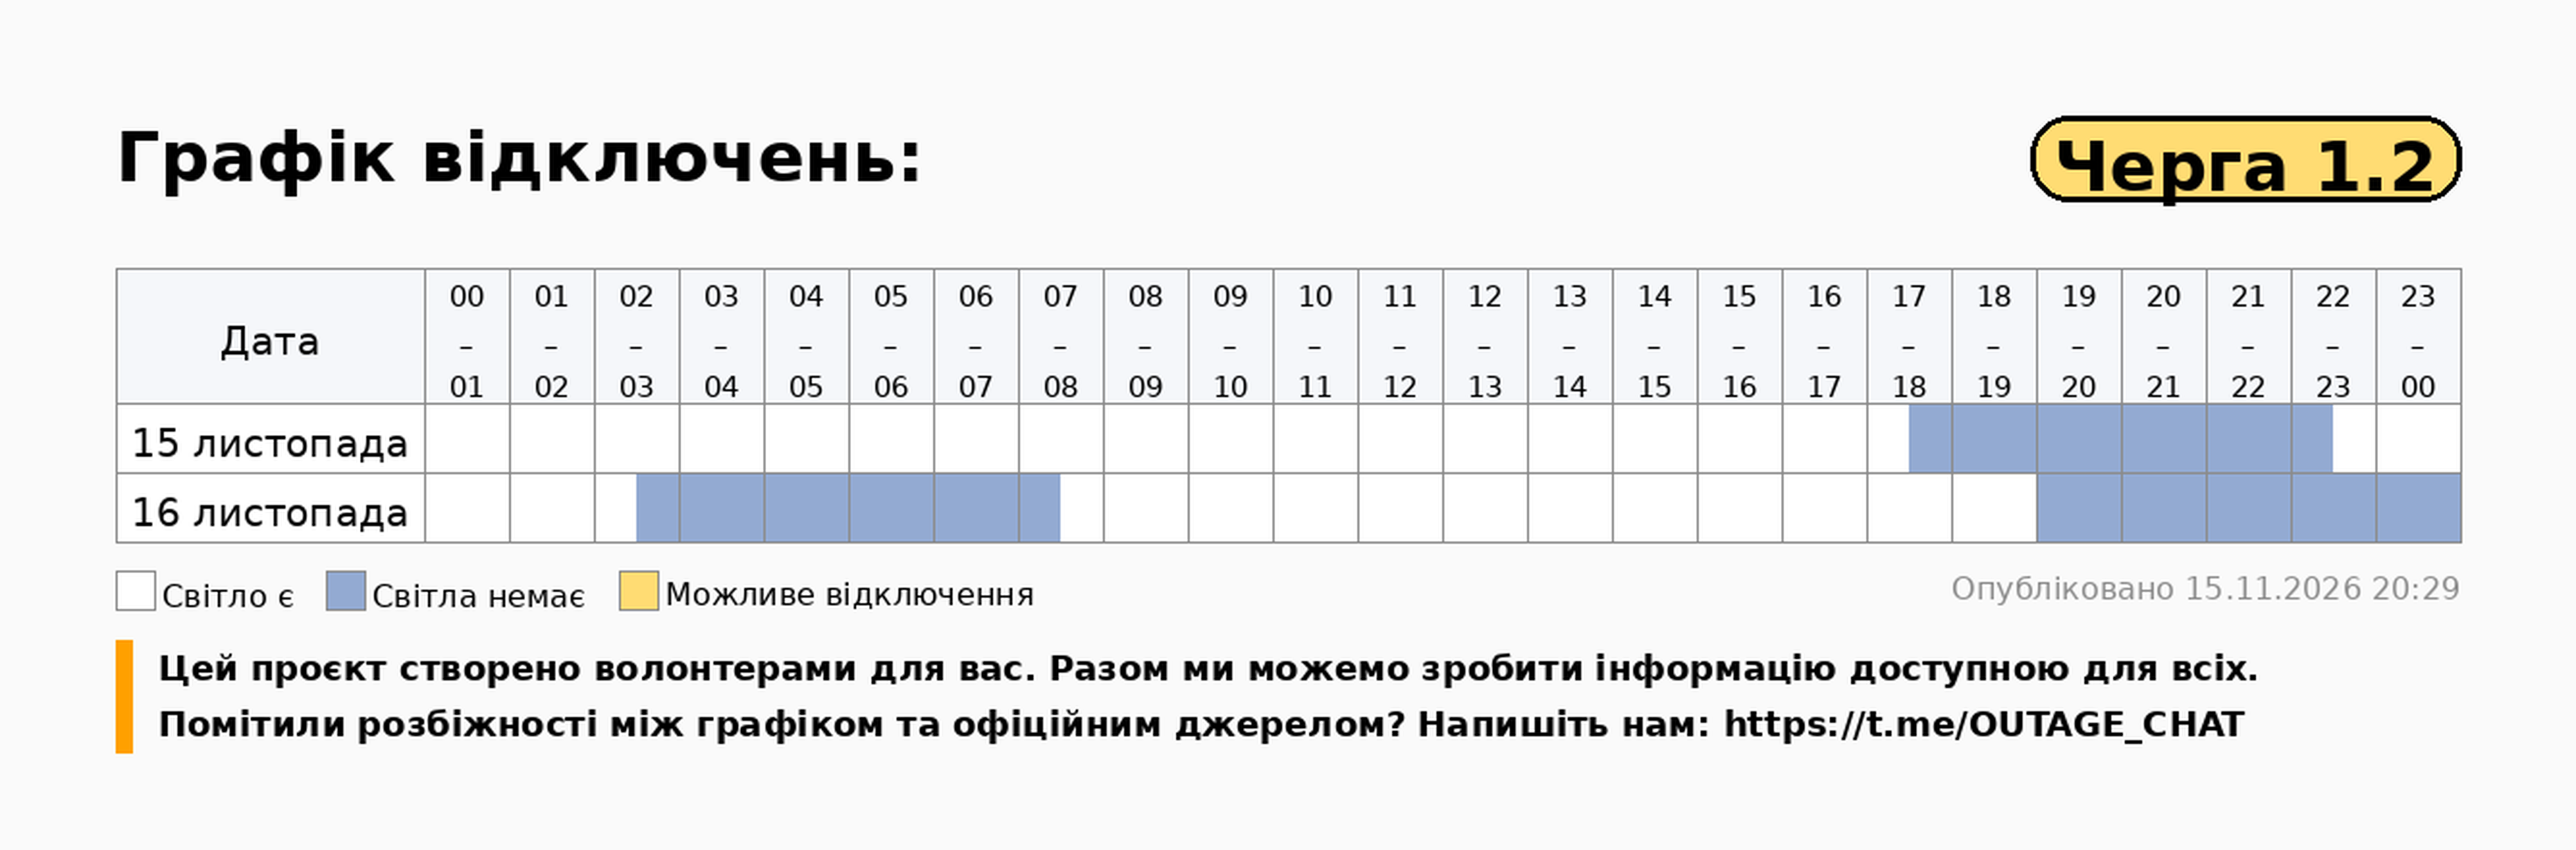 Графік відключень:
Черга 1.2
Дата 00 – 01 01 – 02 02 – 03 03 – 04 04 – 05 05 – 06 06 – 07 07 – 08 08 – 09 09 – 10 10 – 11 11 – 12 12 – 13 13 – 14 14 – 15 15 – 16 16 – 17 17 – 18 18 – 19 19 – 20 20 – 21 21 – 22 22 – 23 23 – 00
15 листопада
16 листопада
Світло є Світла немає Можливе відключення
Опубліковано 15.11.2026 20:29
Цей проєкт створено волонтерами для вас. Разом ми можемо зробити інформацію доступною для всіх.
Помітили розбіжності між графіком та офіційним джерелом? Напишіть нам: https://t.me/OUTAGE_CHAT